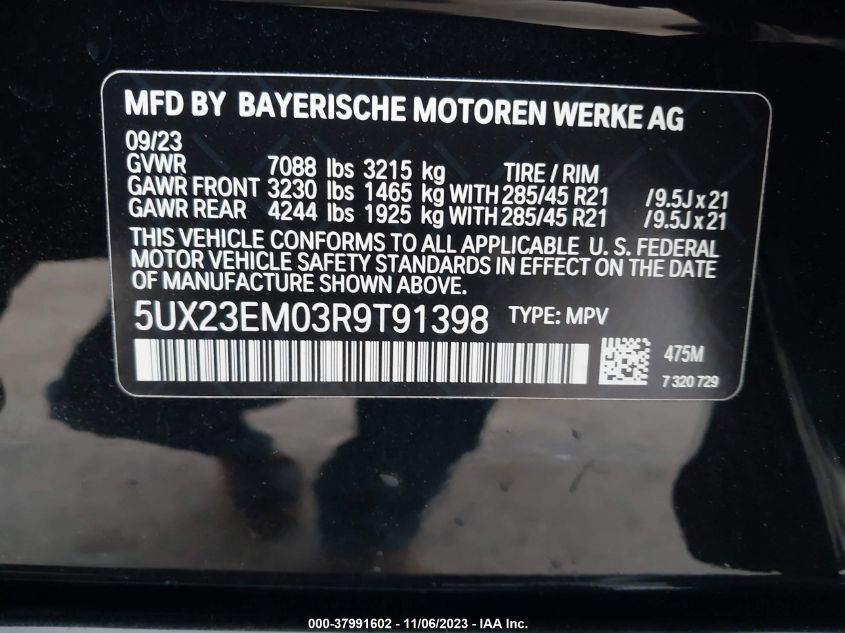 MFD BY BAYERISCHE MOTOREN WERKE AG
09/23
GVWR 7088 lbs 3215 kg TIRE / RIM
GAWR FRONT 3230 lbs 1465 kg WITH 285/45 R21 /9.5J x 21
GAWR REAR 4244 lbs 1925 kg WITH 285/45 R21 /9.5J x 21
THIS VEHICLE CONFORMS TO ALL APPLICABLE U. S. FEDERAL
MOTOR VEHICLE SAFETY STANDARDS IN EFFECT ON THE DATE
OF MANUFACTURE SHOWN ABOVE.
5UX23EM03R9T91398 TYPE: MPV
475M
7 320 729
000-37991602 - 11/06/2023 - IAA Inc.